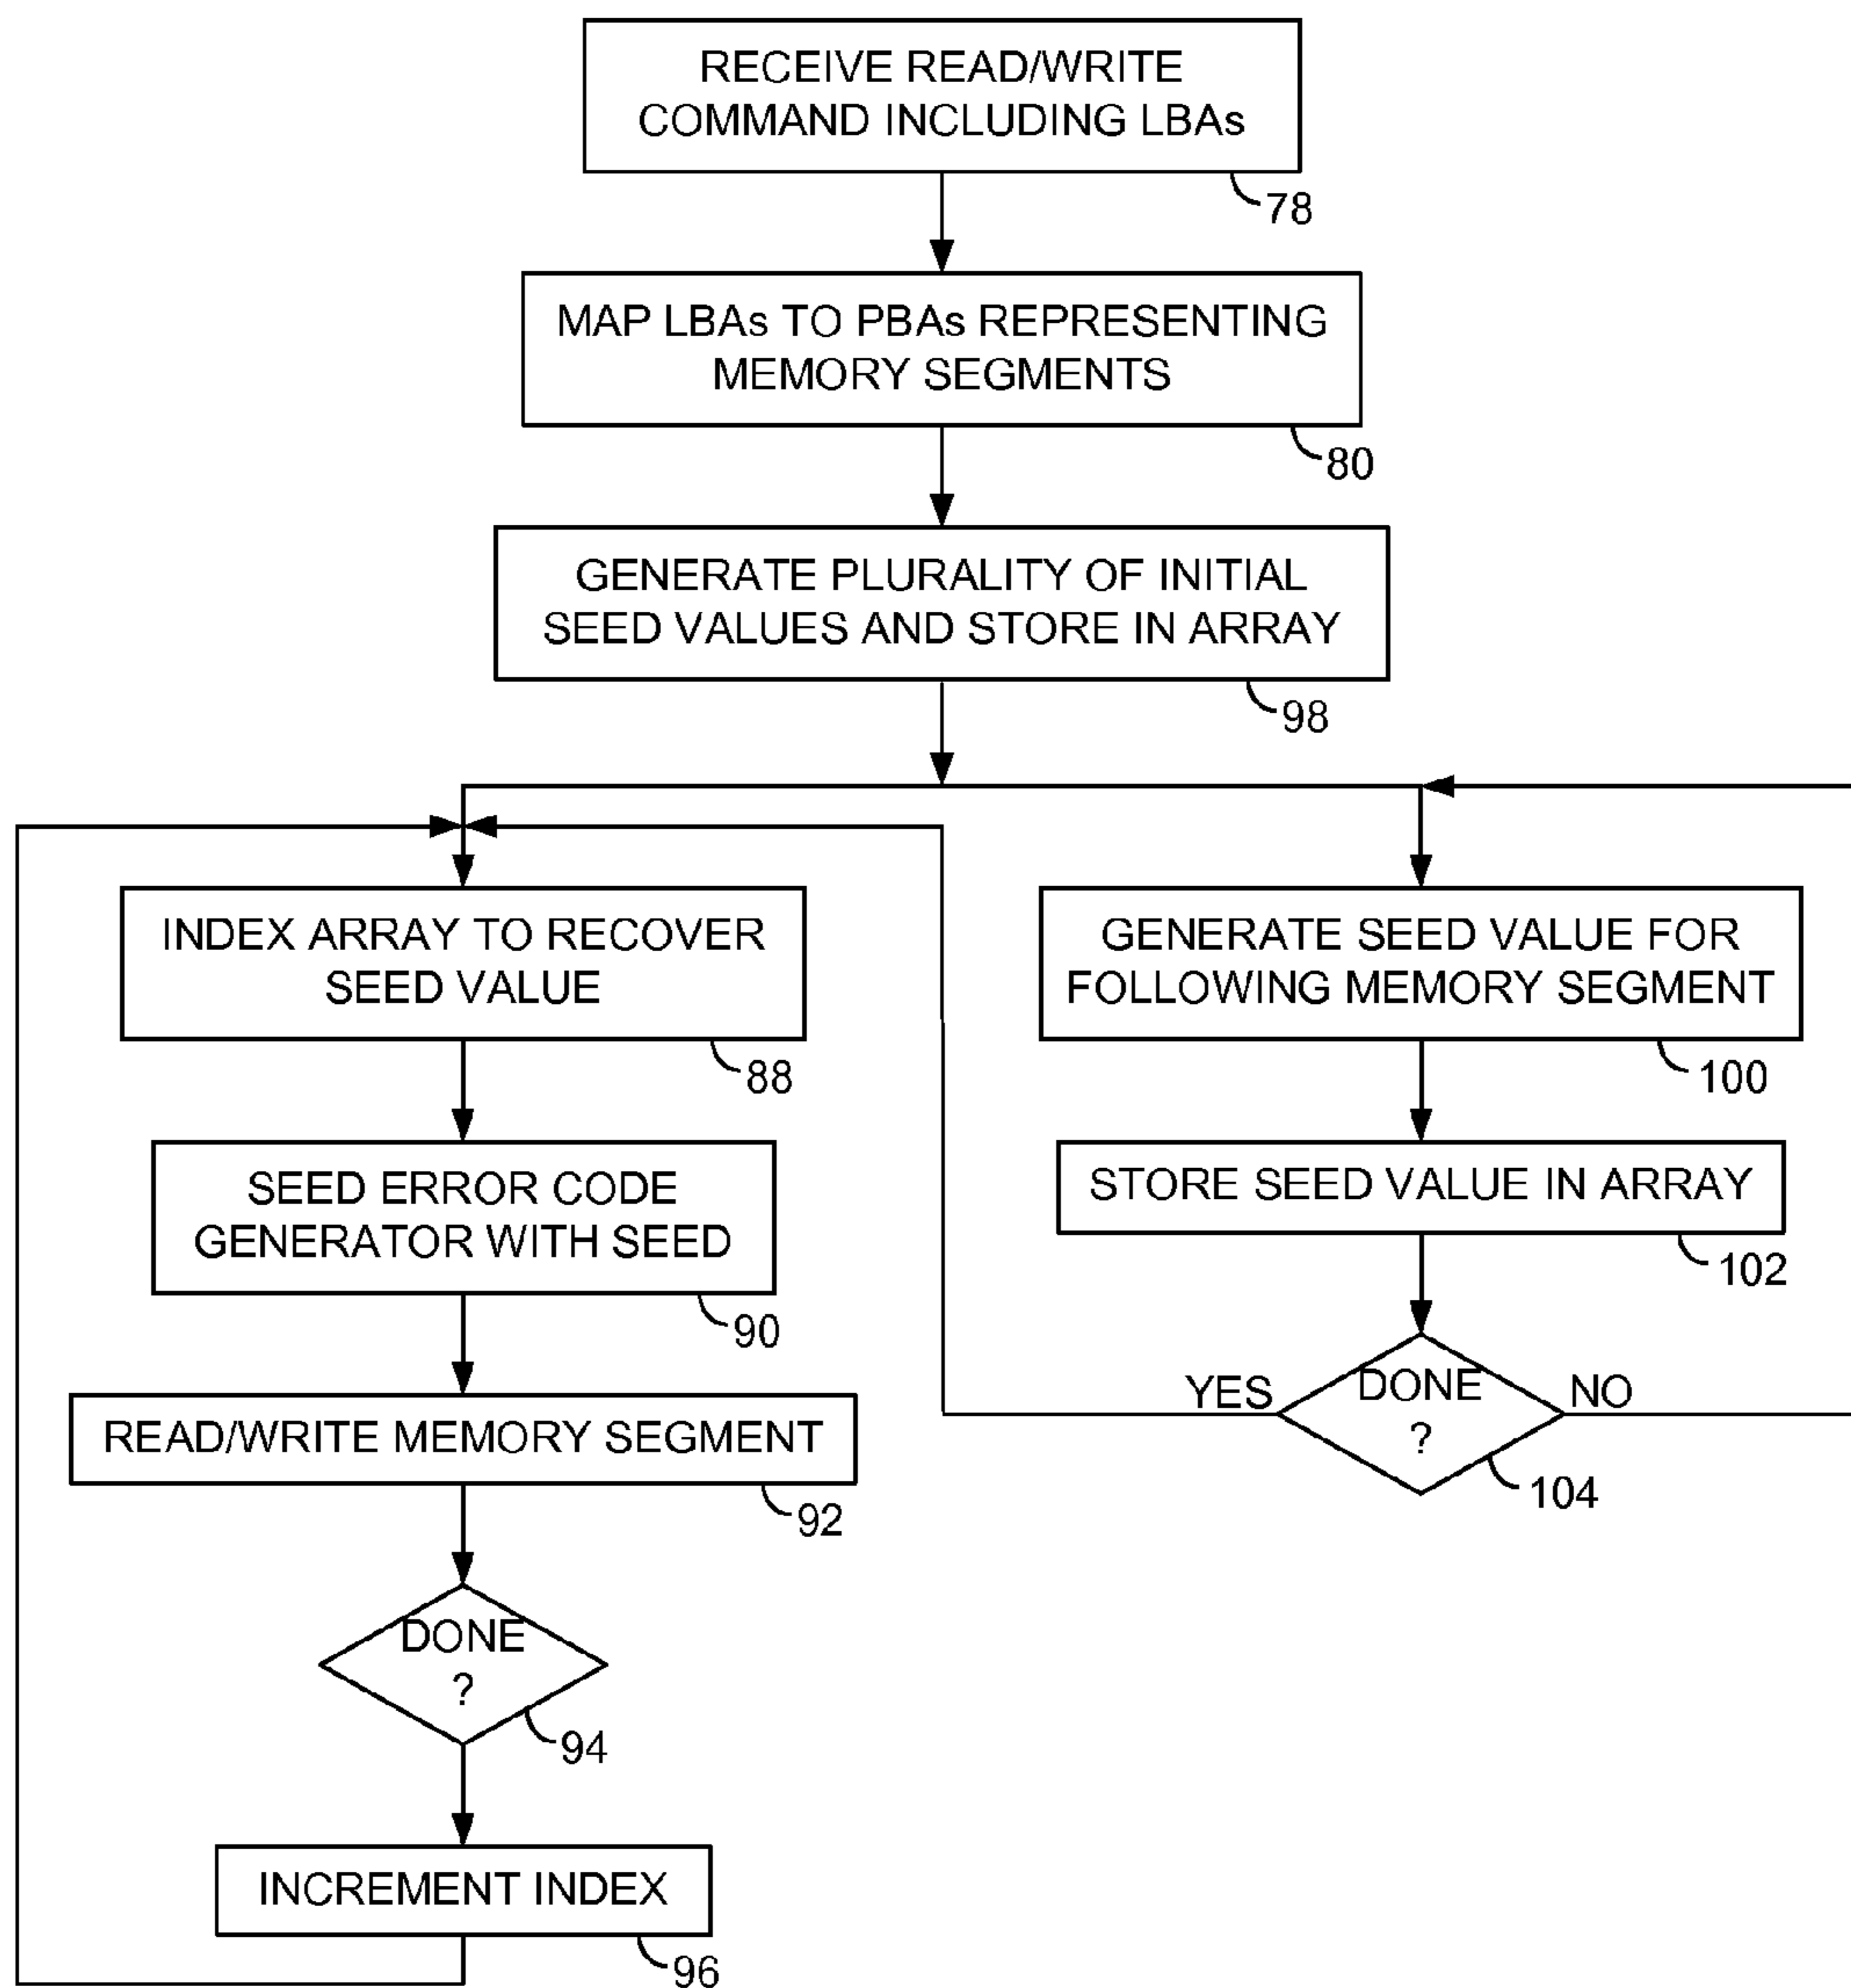 RECEIVE READ/WRITE
COMMAND INCLUDING LBAs
78
MAP LBAs TO PBAs REPRESENTING
MEMORY SEGMENTS
80
GENERATE PLURALITY OF INITIAL
SEED VALUES AND STORE IN ARRAY
98
INDEX ARRAY TO RECOVER
SEED VALUE
88
SEED ERROR CODE
GENERATOR WITH SEED
90
READ/WRITE MEMORY SEGMENT
92
DONE
?
94
INCREMENT INDEX
96
GENERATE SEED VALUE FOR
FOLLOWING MEMORY SEGMENT
100
STORE SEED VALUE IN ARRAY
102
YES
DONE
?
NO
104